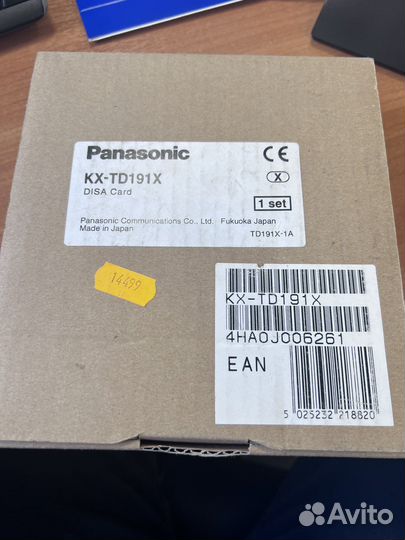 Panasonic
CE
KX-TD191X
X
DISA Card
1 set
Panasonic Communications Co., Ltd. Fukuoka Japan
Made in Japan
TD191X-1A
14499
KX-TD191X
4HA0J006261
EAN
5 025232 218820
Avito